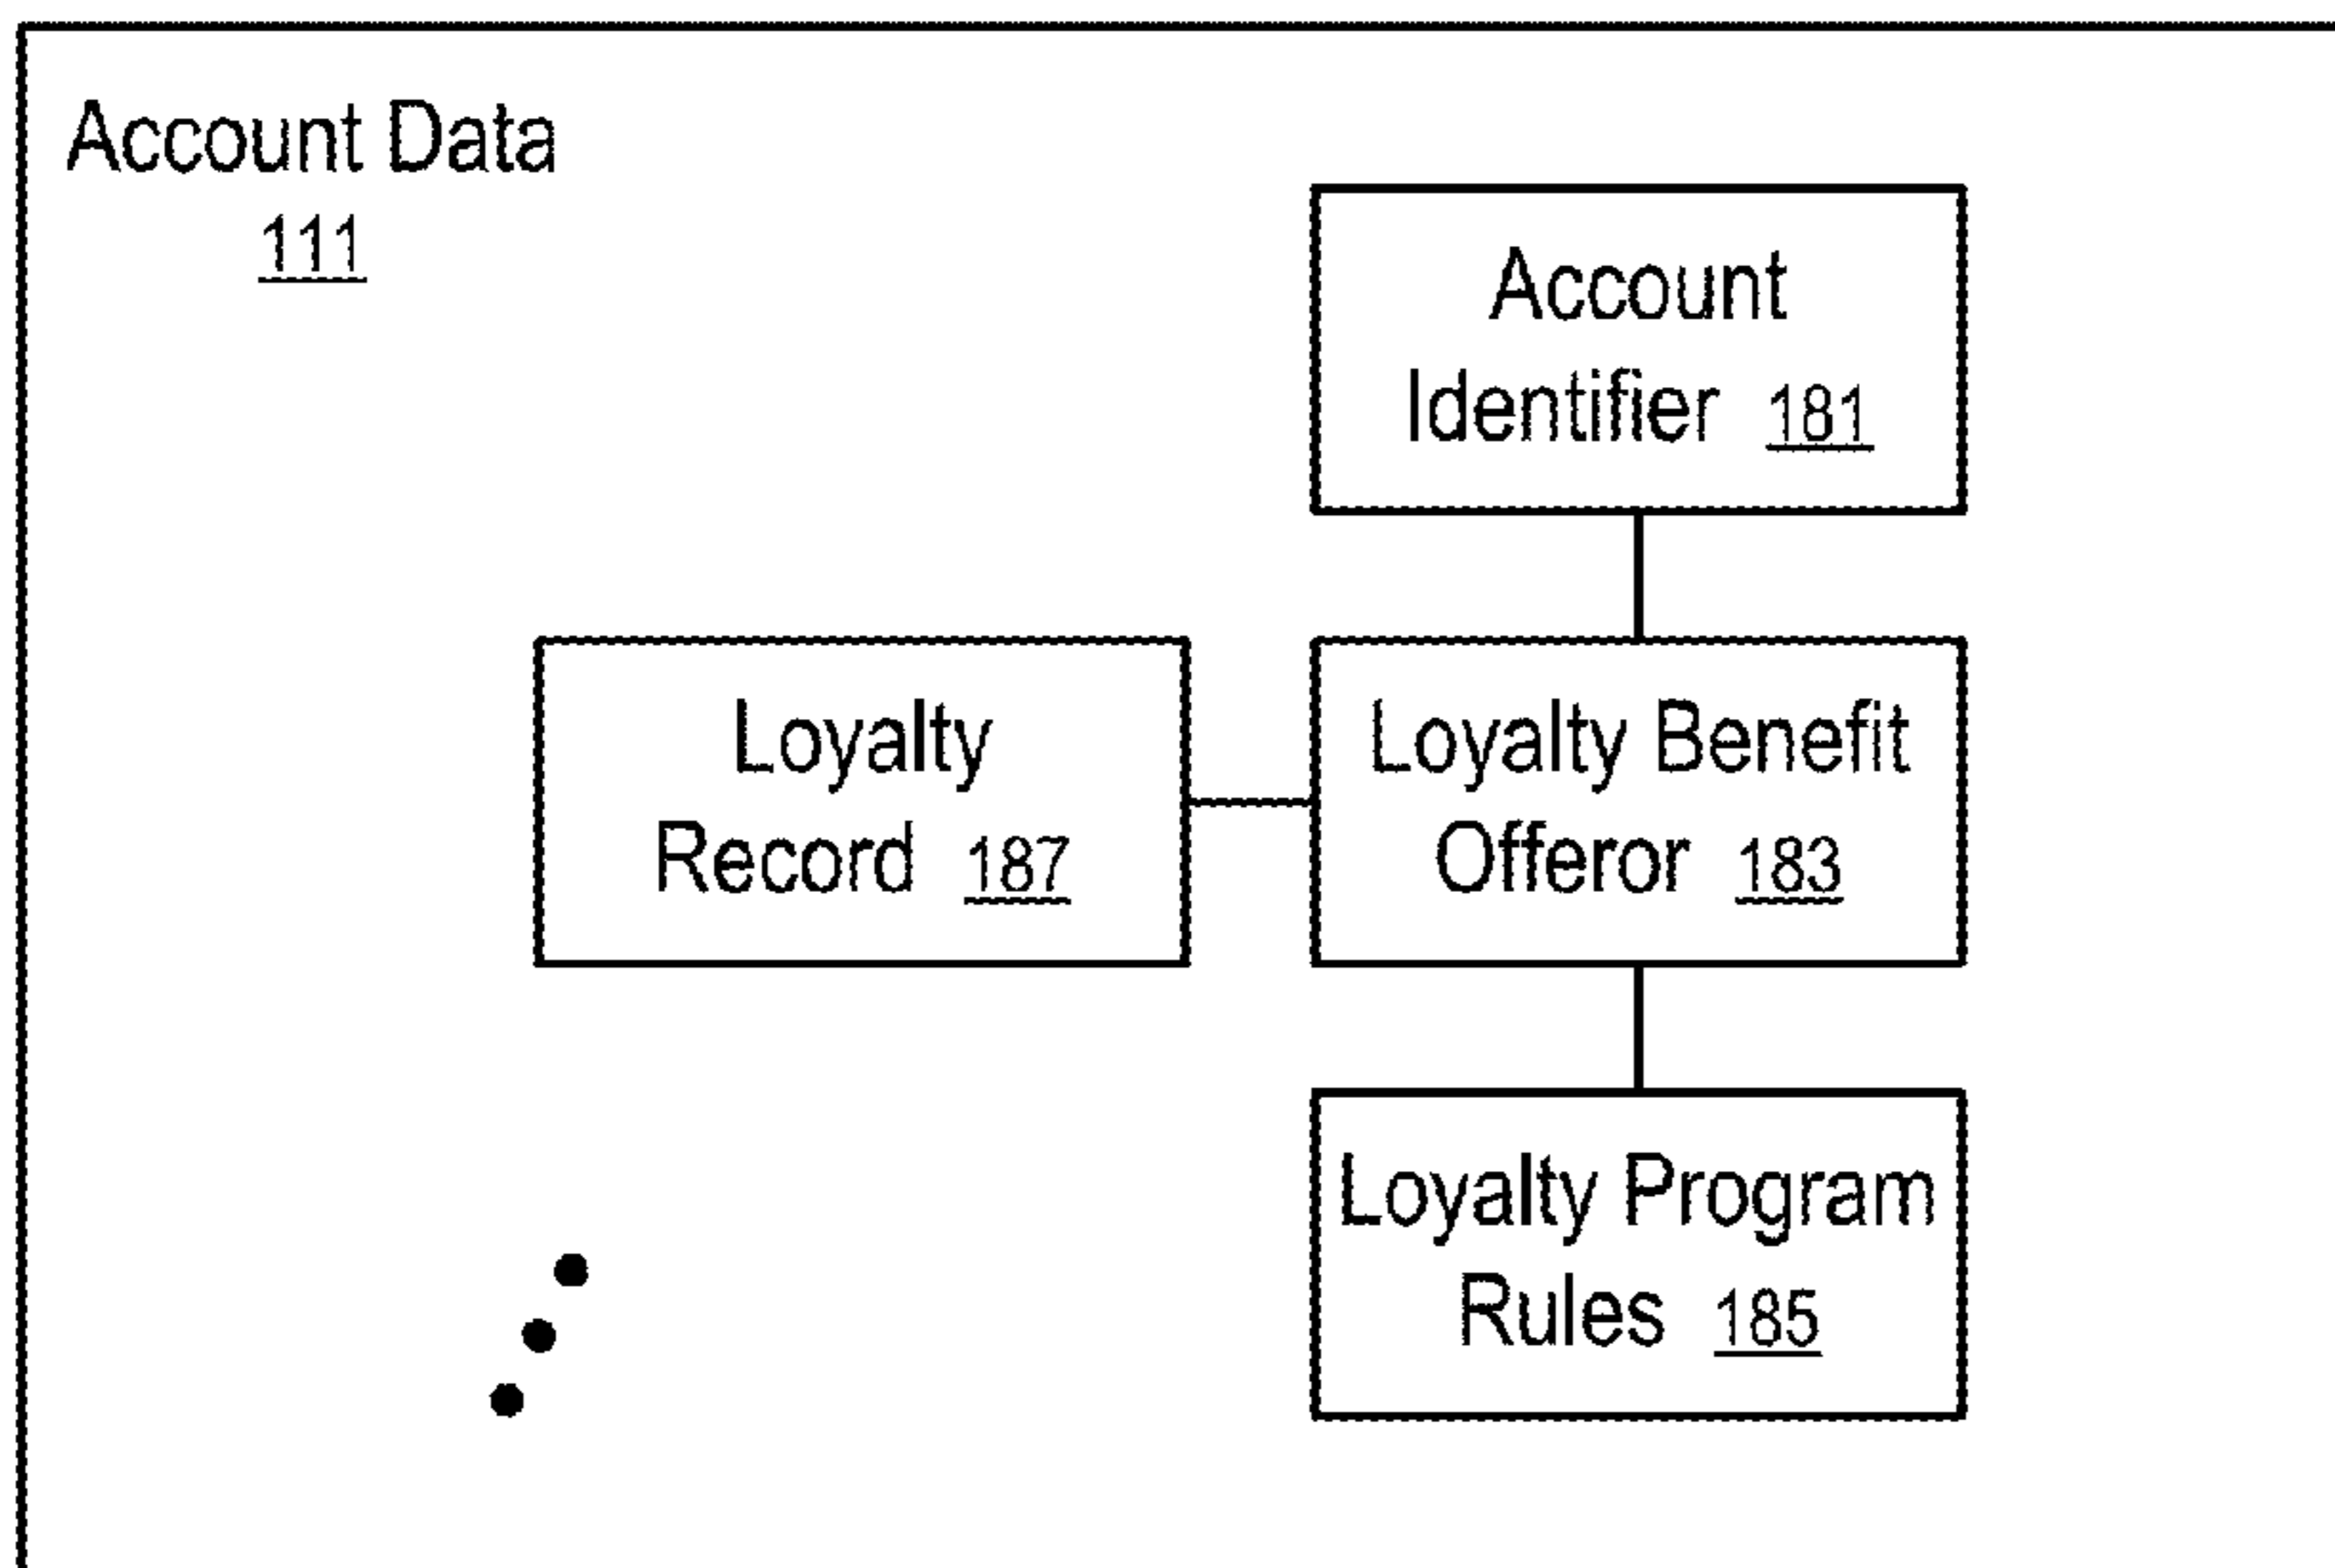 Account Data
111
Account
Identifier 181
Loyalty
Record 187
Loyalty Benefit
Offeror 183
Loyalty Program
Rules 185